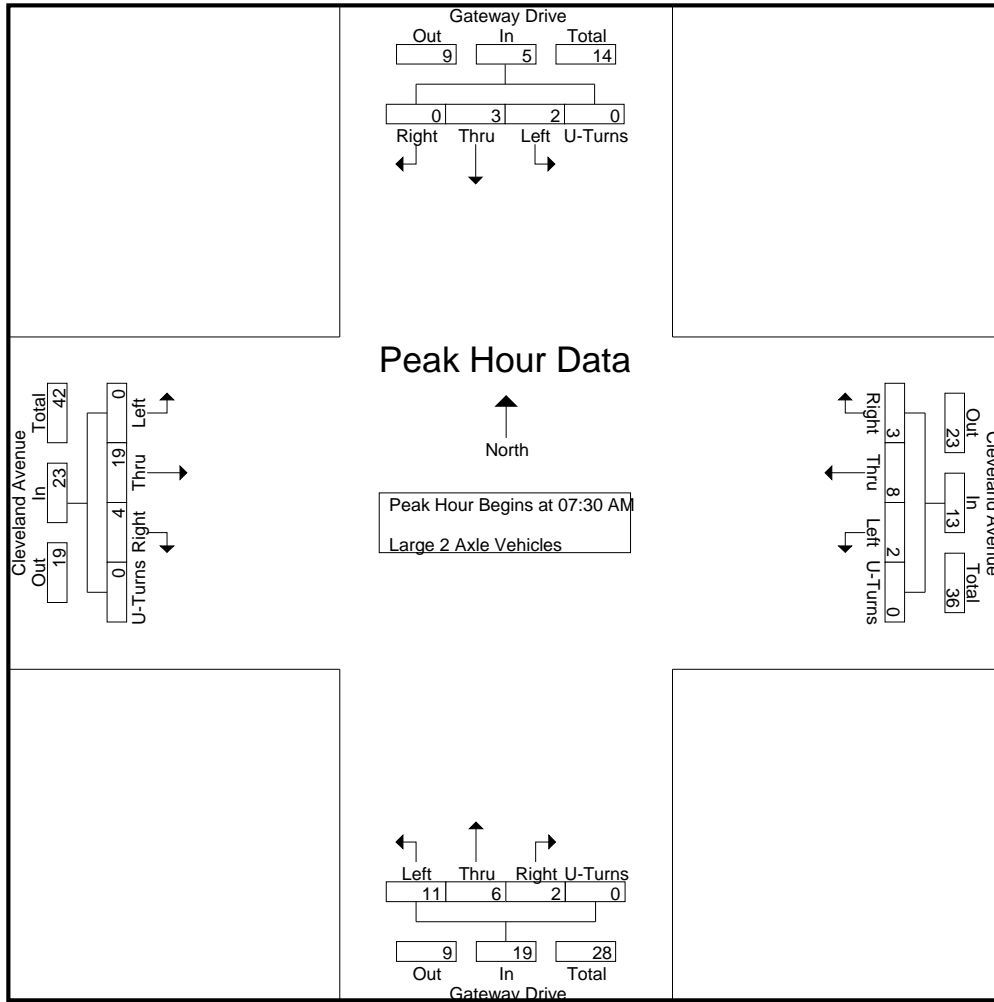 Gateway Drive
Out In Total
9 5 14
0 3 2 0
Right Thru Left U-Turns
Peak Hour Data
North
Peak Hour Begins at 07:30 AM
Large 2 Axle Vehicles
Cleveland Avenue
Out In Total
19 23 42
Left Thru Right U-Turns
0 19 4 0
Cleveland Avenue
Out In Total
23 13 36
Right Thru Left U-Turns
3 8 2 0
Left Thru Right U-Turns
11 6 2 0
9 19 28
Out In Total
Gateway Drive